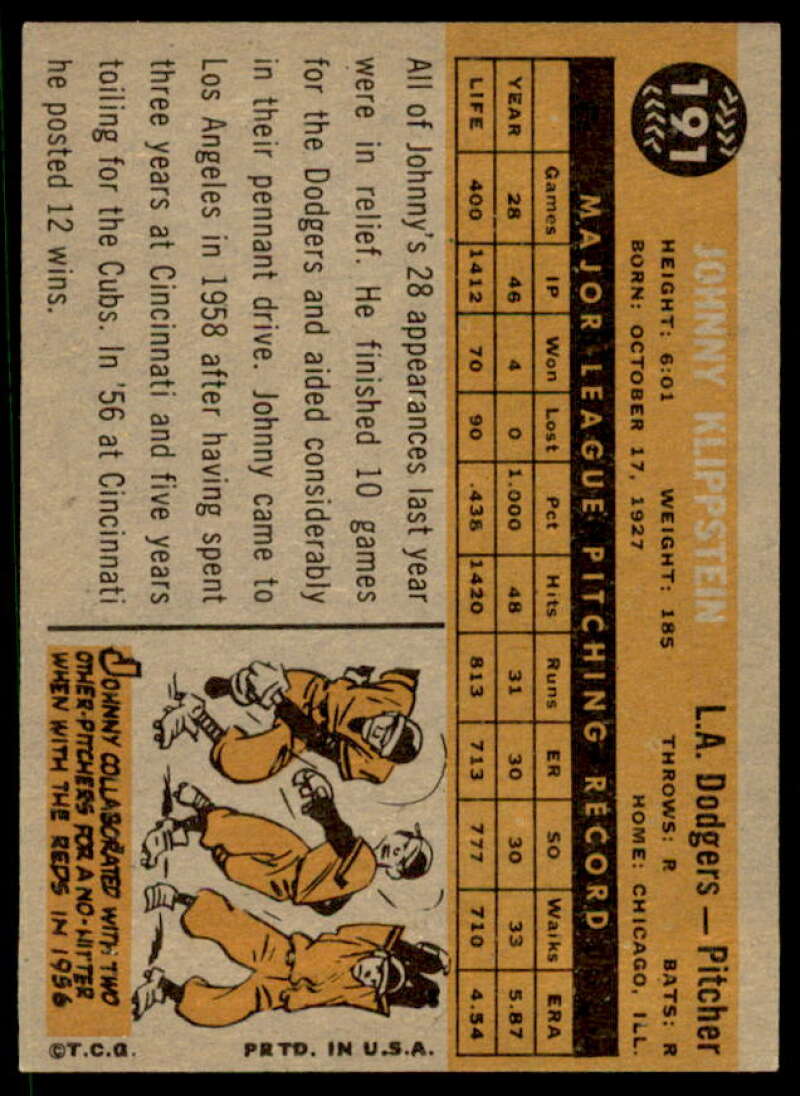 191
JOHNNY KLIPPSTEIN L.A. Dodgers — Pitcher
HEIGHT: 6:01 WEIGHT: 185 THROWS: R BATS: R
BORN: OCTOBER 17, 1927 HOME: CHICAGO, ILL.
MAJOR LEAGUE PITCHING RECORD
Games IP Won Lost Pct Hits Runs ER SO Walks ERA
YEAR 28 46 4 0 1.000 48 31 30 30 33 5.87
LIFE 400 1412 70 90 .438 1420 813 713 777 710 4.54
All of Johnny's 28 appearances last year
were in relief. He finished 10 games
for the Dodgers and aided considerably
in their pennant drive. Johnny came to
Los Angeles in 1958 after having spent
three years at Cincinnati and five years
toiling for the Cubs. In '56 at Cincinnati
he posted 12 wins.
JOHNNY COLLABORATED WITH TWO
OTHER PITCHERS FOR A NO-HITTER
WHEN WITH THE REDS IN 1956
PRTD. IN U.S.A.
©T.C.G.